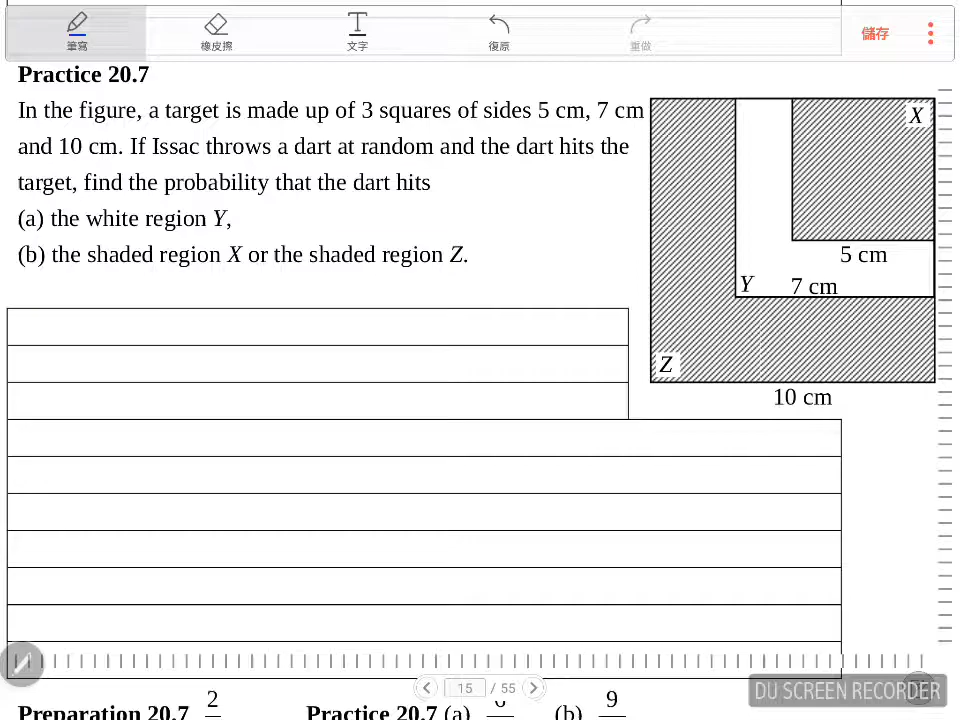 筆寫 橡皮擦 文字 復原 重做 儲存
Practice 20.7
In the figure, a target is made up of 3 squares of sides 5 cm, 7 cm
and 10 cm. If Issac throws a dart at random and the dart hits the
target, find the probability that the dart hits
(a) the white region Y,
(b) the shaded region X or the shaded region Z.
X
5 cm
Y 7 cm
Z
10 cm
15 / 55
DU SCREEN RECORDER
Preparation 20.7 2 Practice 20.7 (a) (b) 9